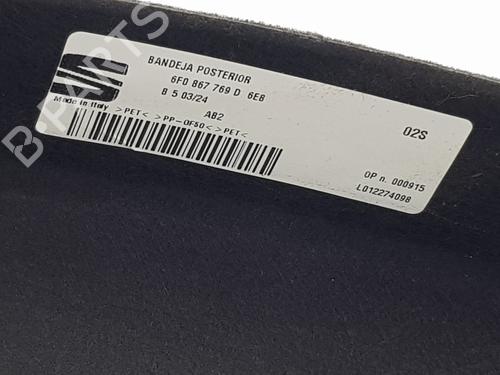 BANDEJA POSTERIOR
6F0 867 769 D 6E8
B 5 03/24
AB2
02S
Made in Italy >PET< >PP-GF50<>PET<
OP n. 000915
L012274098
B-PARTS